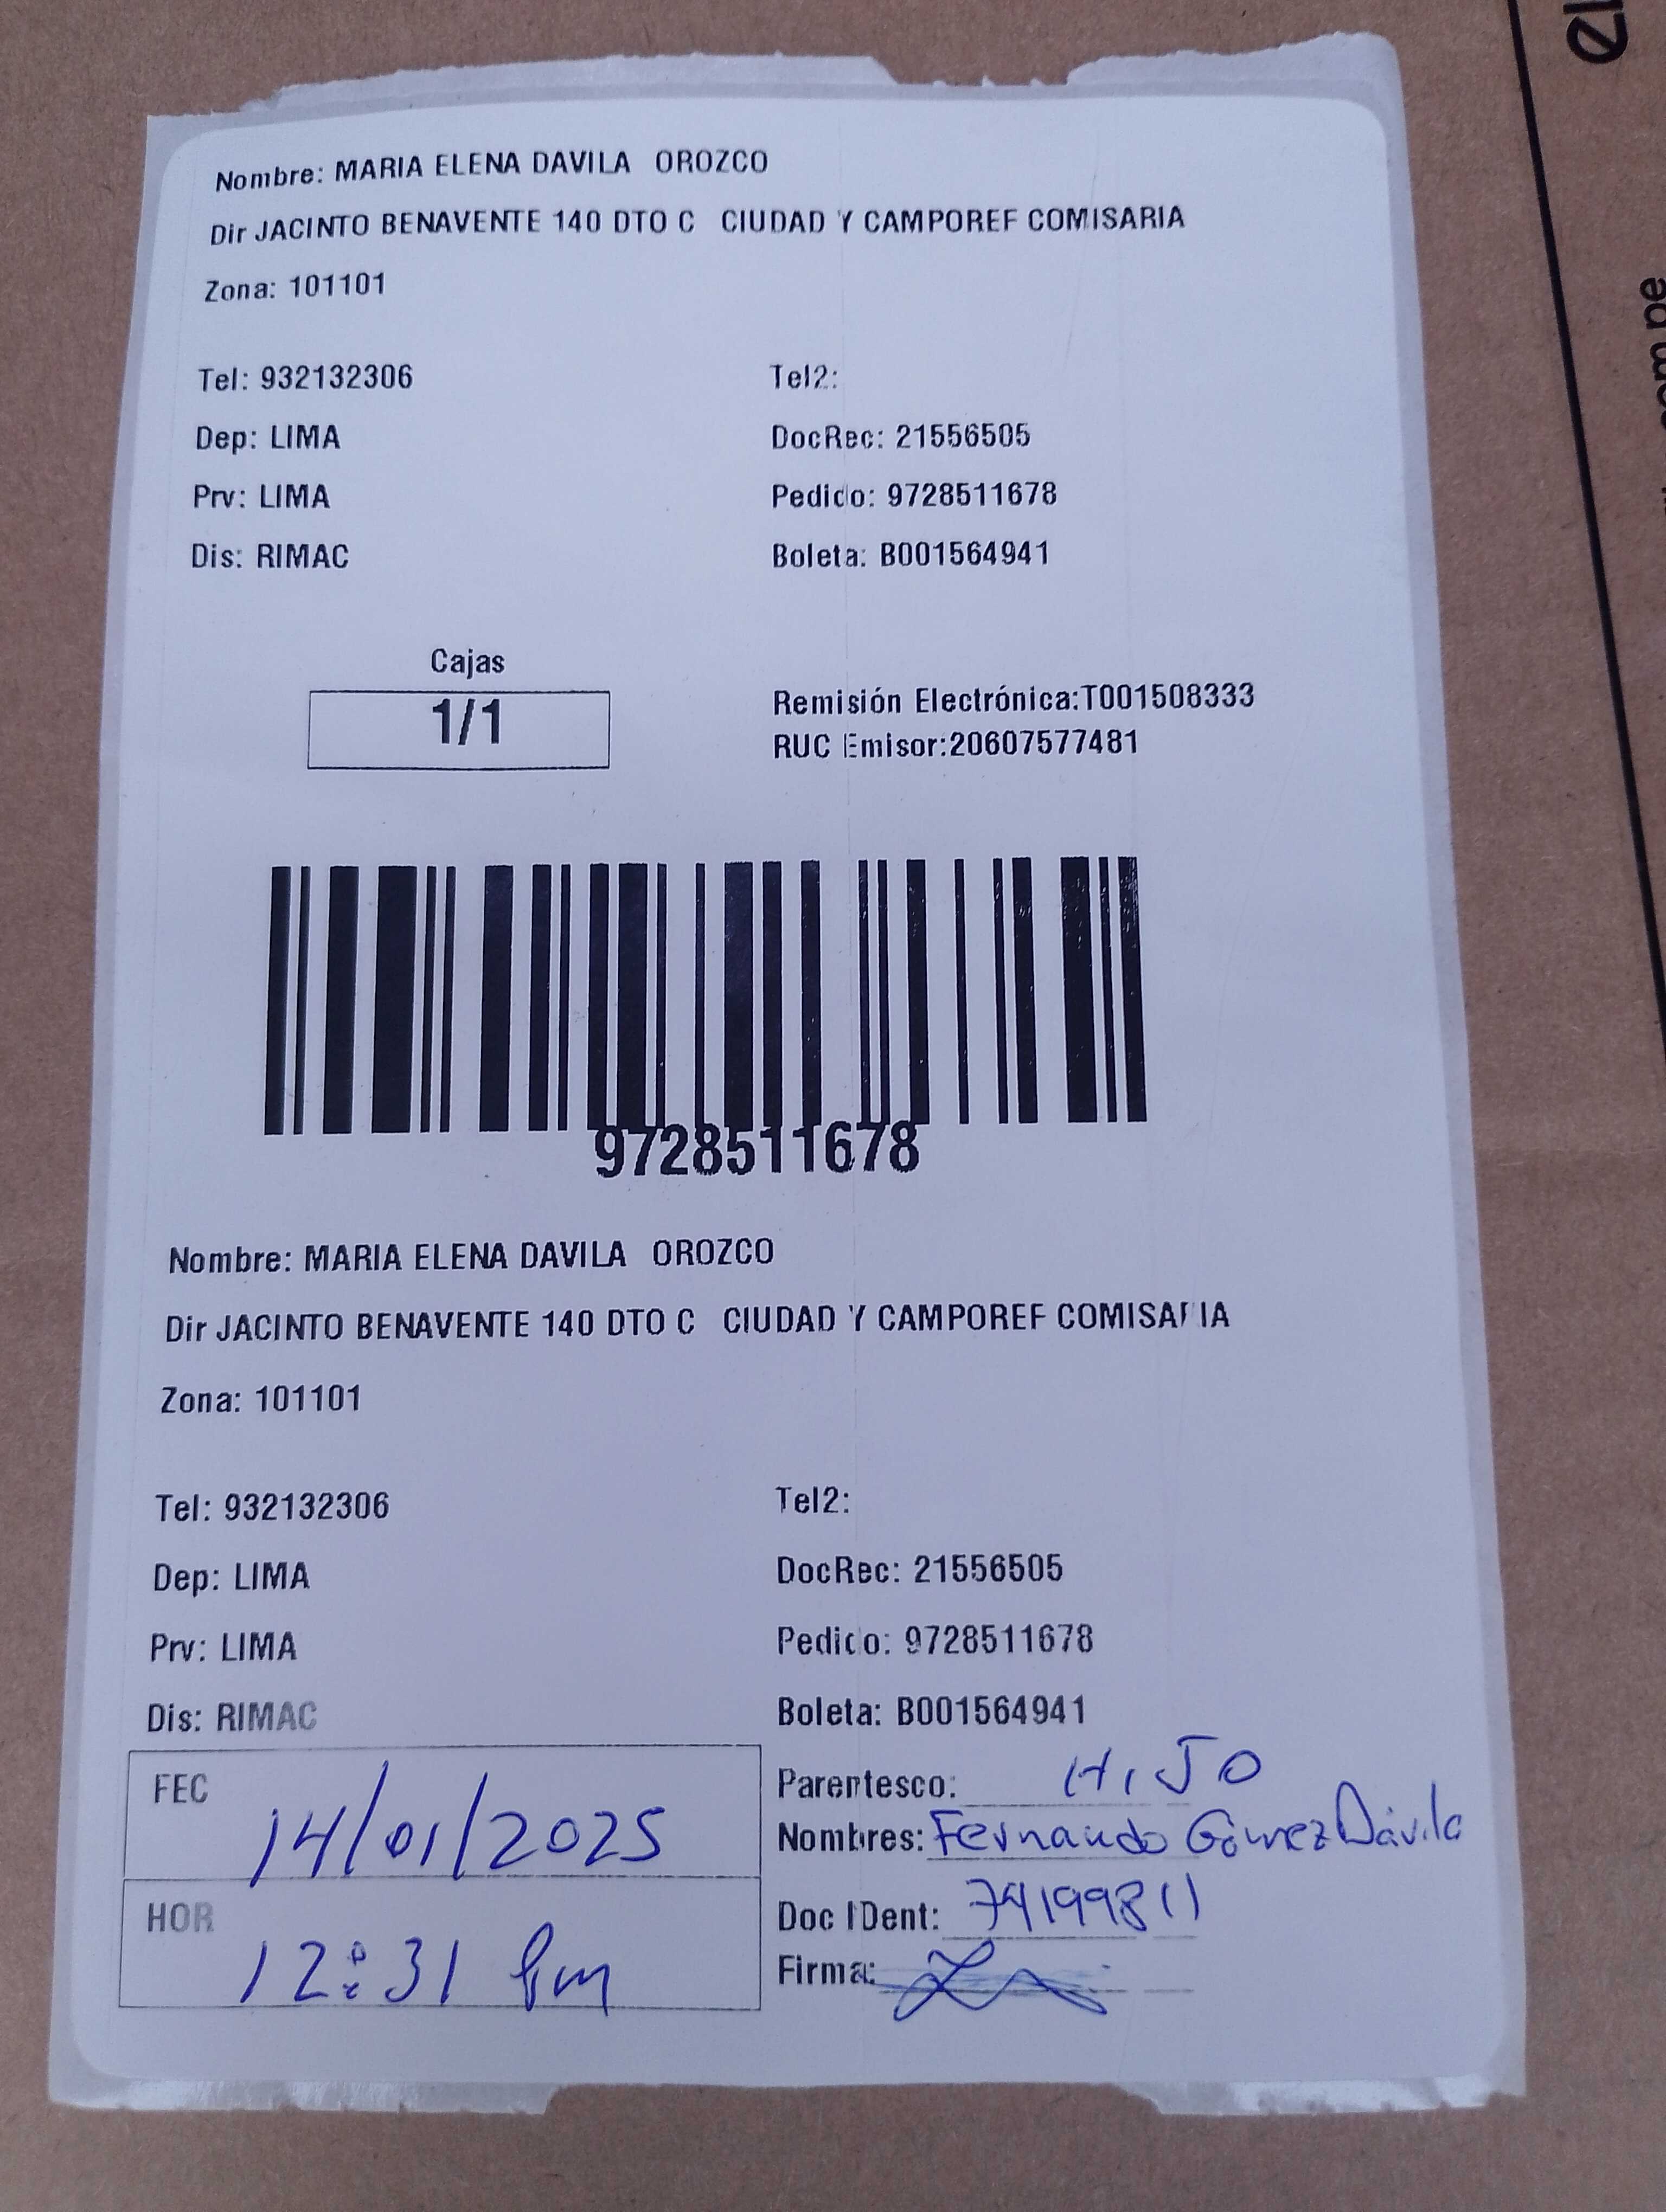 Nombre: MARIA ELENA DAVILA OROZCO
Dir JACINTO BENAVENTE 140 DTO C CIUDAD Y CAMPOREF COMISARIA
Zona: 101101
Tel: 932132306 Tel2:
Dep: LIMA DocRec: 21556505
Prv: LIMA Pedido: 9728511678
Dis: RIMAC Boleta: B001564941
Cajas
1/1
Remisión Electrónica:T001508333
RUC Emisor:20607577481
9728511678
Nombre: MARIA ELENA DAVILA OROZCO
Dir JACINTO BENAVENTE 140 DTO C CIUDAD Y CAMPOREF COMISARIA
Zona: 101101
Tel: 932132306 Tel2:
Dep: LIMA DocRec: 21556505
Prv: LIMA Pedido: 9728511678
Dis: RIMAC Boleta: B001564941
FEC 14/01/2025
HOR 12:31 pm
Parentesco: HIJO
Nombres: Fernando Gómez Dávila
Doc IDent: 74199811
Firma: